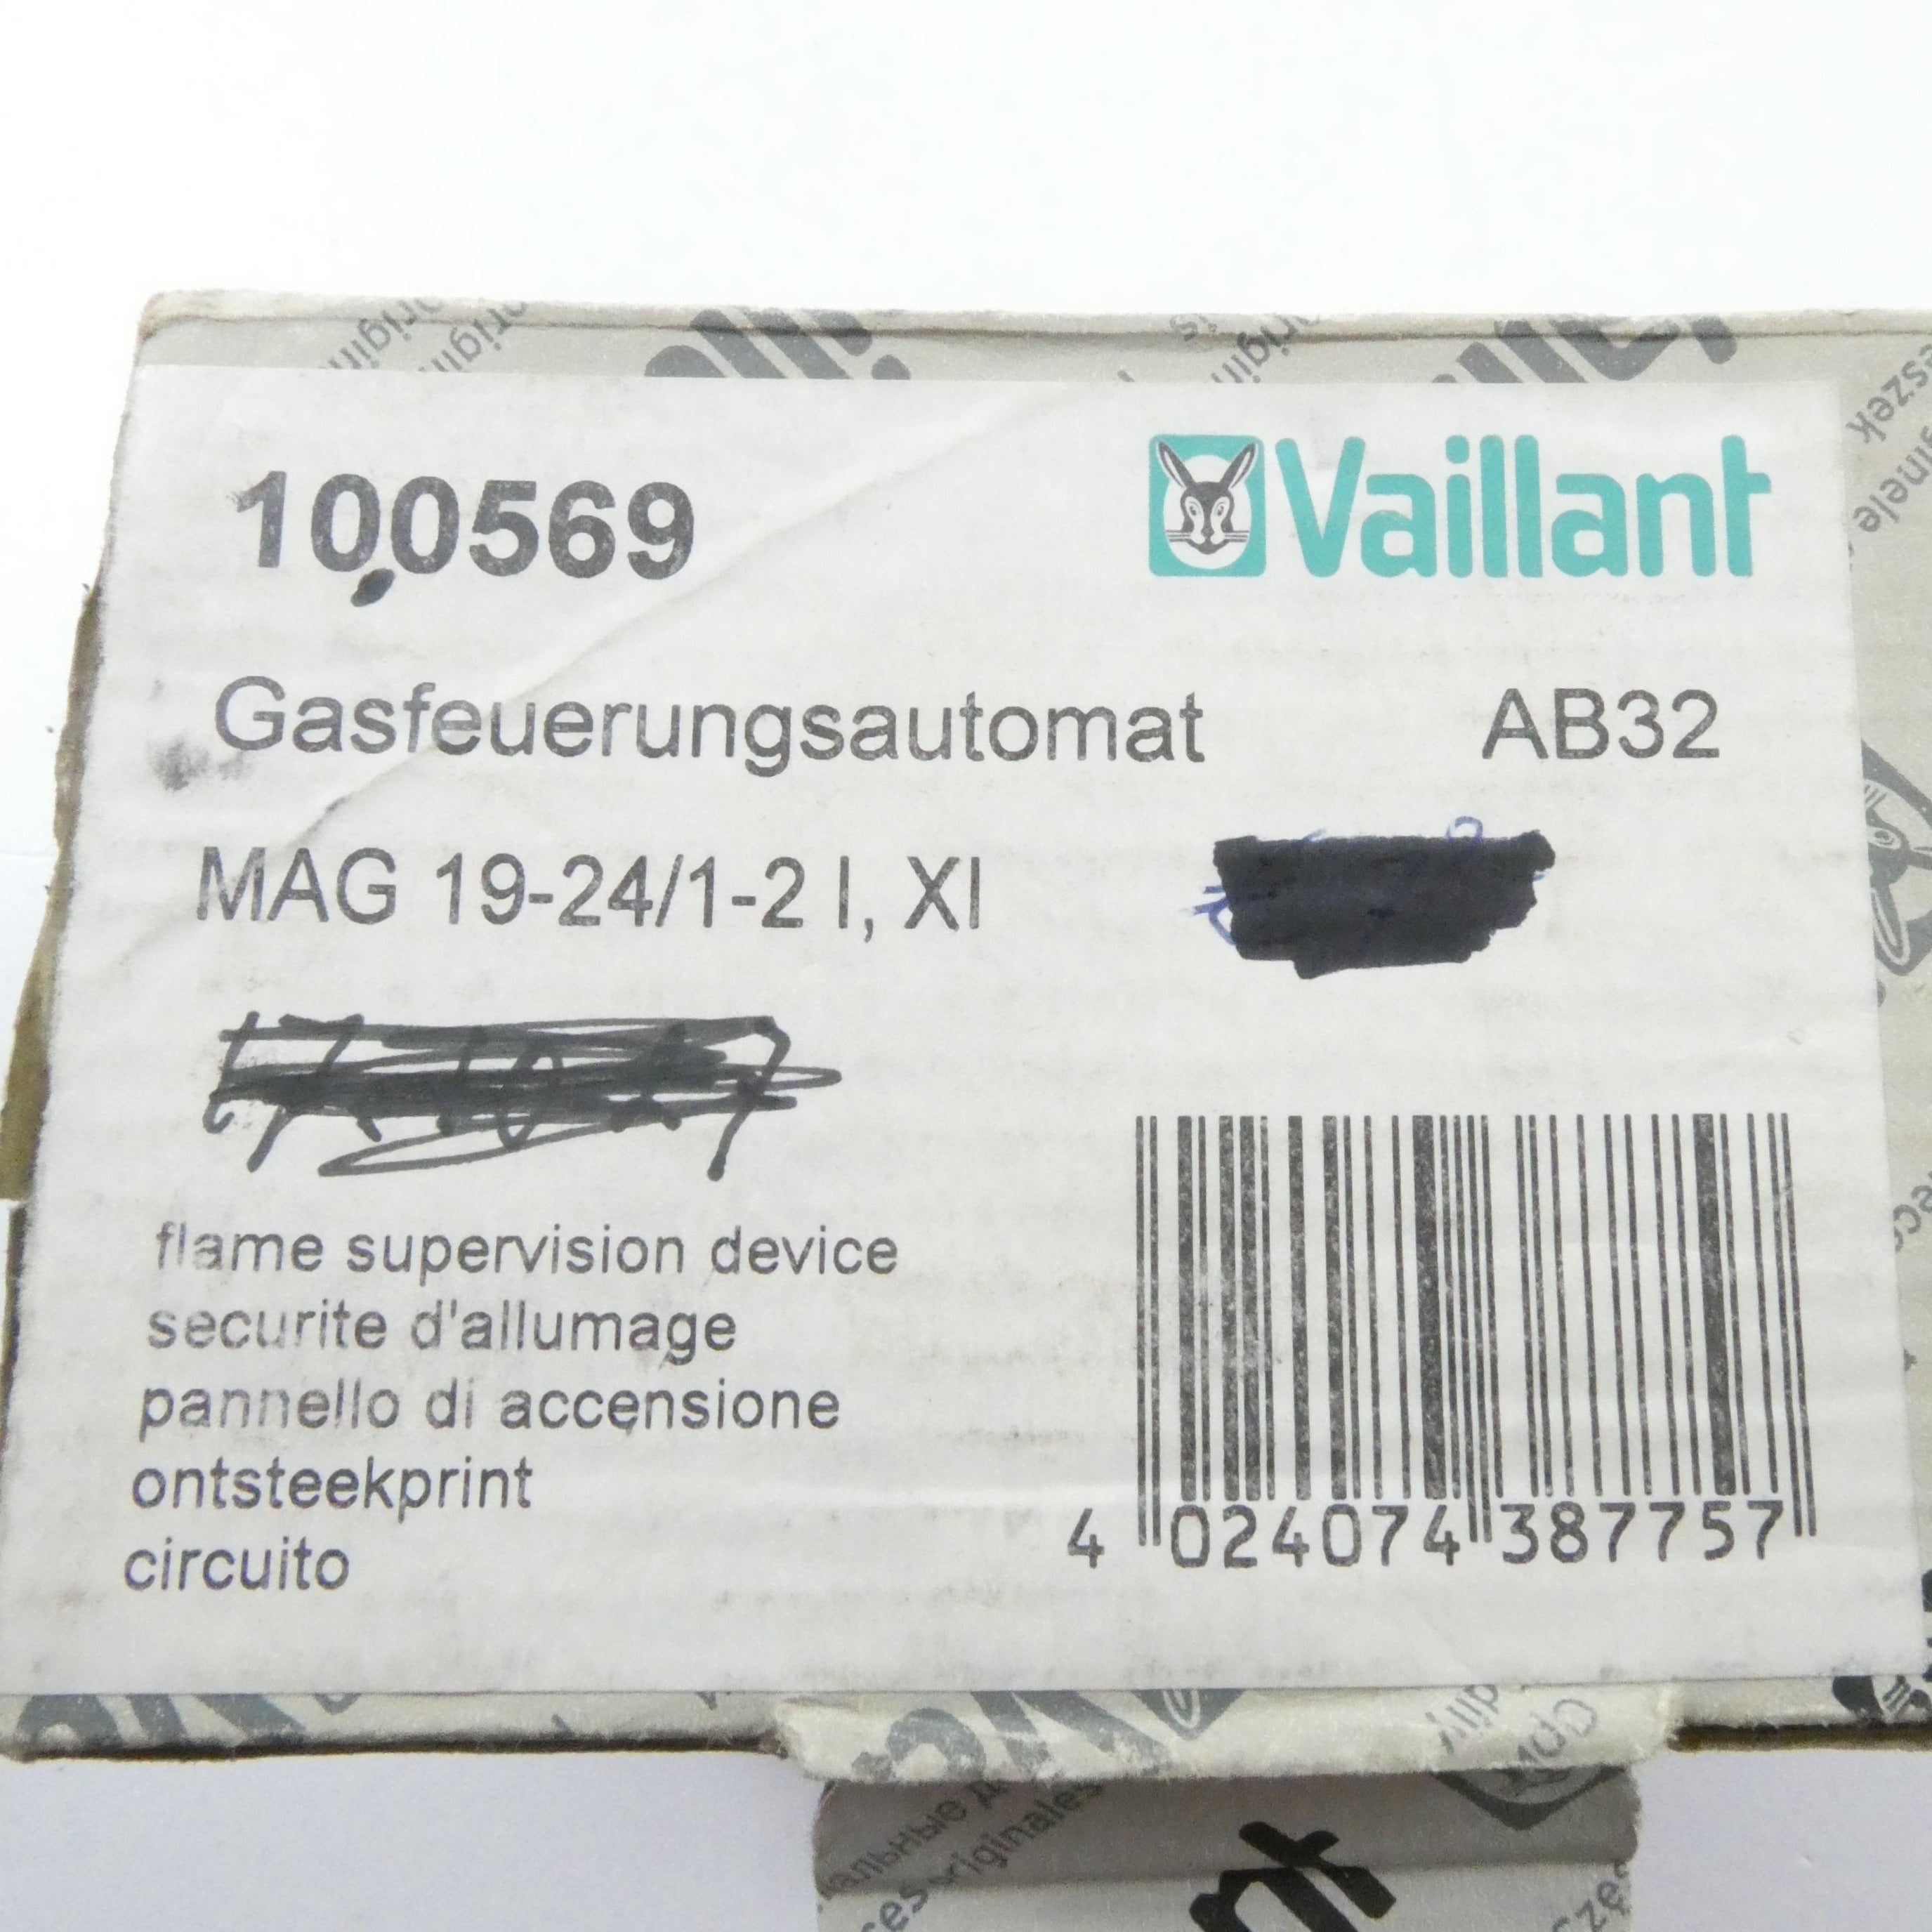 100569
Vaillant
Gasfeuerungsautomat AB32
MAG 19-24/1-2 I, XI
flame supervision device
securite d'allumage
pannello di accensione
ontsteekprint
circuito
4 024074 387757
originales